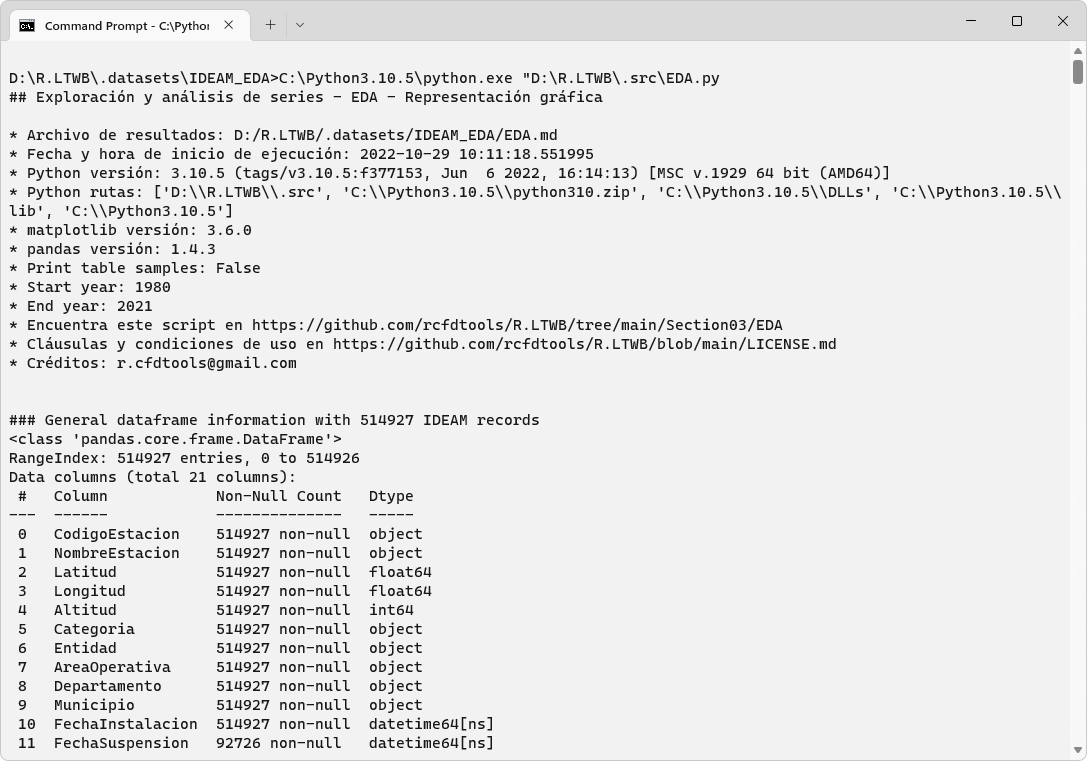 Command Prompt - C:\Python
D:\R.LTWB\.datasets\IDEAM_EDA>C:\Python3.10.5\python.exe "D:\R.LTWB\.src\EDA.py
## Exploración y análisis de series - EDA - Representación gráfica
* Archivo de resultados: D:/R.LTWB/.datasets/IDEAM_EDA/EDA.md
* Fecha y hora de inicio de ejecución: 2022-10-29 10:11:18.551995
* Python versión: 3.10.5 (tags/v3.10.5:f377153, Jun  6 2022, 16:14:13) [MSC v.1929 64 bit (AMD64)]
* Python rutas: ['D:\\R.LTWB\\.src', 'C:\\Python3.10.5\\python310.zip', 'C:\\Python3.10.5\\DLLs', 'C:\\Python3.10.5\\
lib', 'C:\\Python3.10.5']
* matplotlib versión: 3.6.0
* pandas versión: 1.4.3
* Print table samples: False
* Start year: 1980
* End year: 2021
* Encuentra este script en https://github.com/rcfdtools/R.LTWB/tree/main/Section03/EDA
* Cláusulas y condiciones de uso en https://github.com/rcfdtools/R.LTWB/blob/main/LICENSE.md
* Créditos: r.cfdtools@gmail.com
### General dataframe information with 514927 IDEAM records
<class 'pandas.core.frame.DataFrame'>
RangeIndex: 514927 entries, 0 to 514926
Data columns (total 21 columns):
 #   Column            Non-Null Count   Dtype
---  ------            --------------   -----
 0   CodigoEstacion    514927 non-null  object
 1   NombreEstacion    514927 non-null  object
 2   Latitud           514927 non-null  float64
 3   Longitud          514927 non-null  float64
 4   Altitud           514927 non-null  int64
 5   Categoria         514927 non-null  object
 6   Entidad           514927 non-null  object
 7   AreaOperativa     514927 non-null  object
 8   Departamento      514927 non-null  object
 9   Municipio         514927 non-null  object
 10  FechaInstalacion  514927 non-null  datetime64[ns]
 11  FechaSuspension   92726 non-null   datetime64[ns]